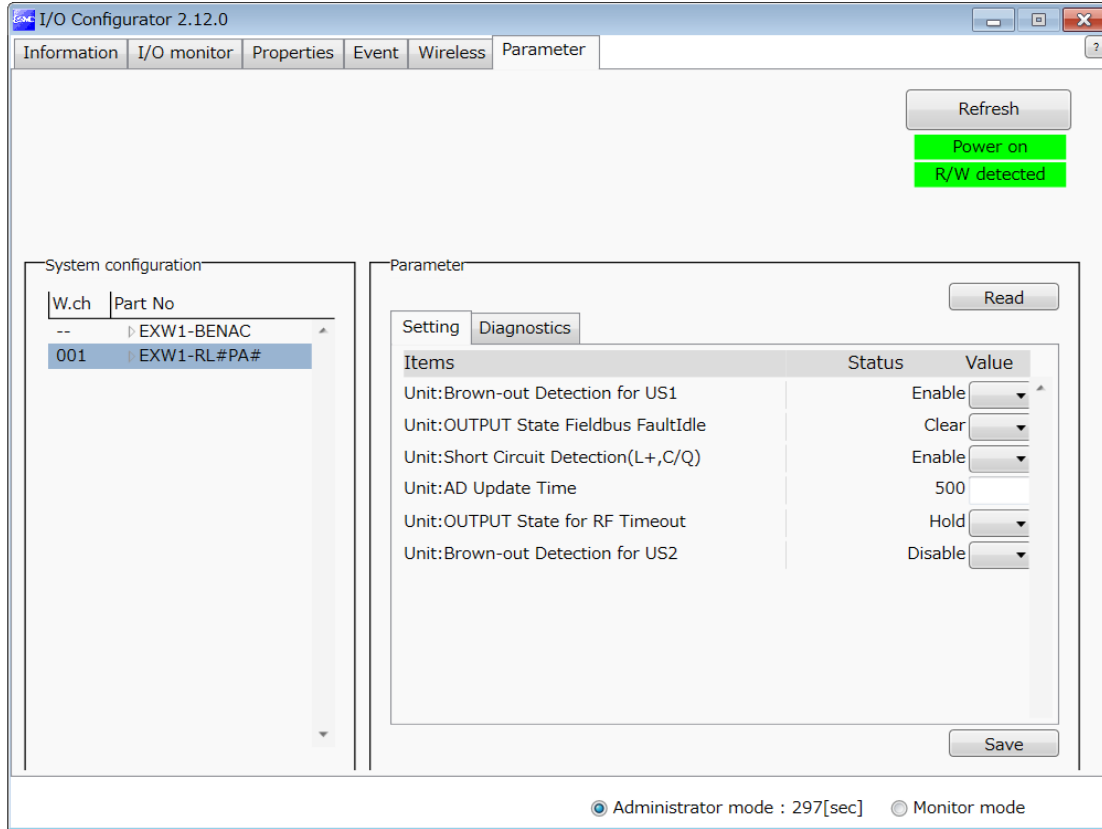 SMC I/O Configurator 2.12.0
Information I/O monitor Properties Event Wireless Parameter ?
Refresh
Power on
R/W detected
System configuration
W.ch Part No
-- EXW1-BENAC
001 EXW1-RL#PA#
Parameter
Read
Setting Diagnostics
Items Status Value
Unit:Brown-out Detection for US1 Enable
Unit:OUTPUT State Fieldbus FaultIdle Clear
Unit:Short Circuit Detection(L+,C/Q) Enable
Unit:AD Update Time 500
Unit:OUTPUT State for RF Timeout Hold
Unit:Brown-out Detection for US2 Disable
Save
Administrator mode : 297[sec] Monitor mode